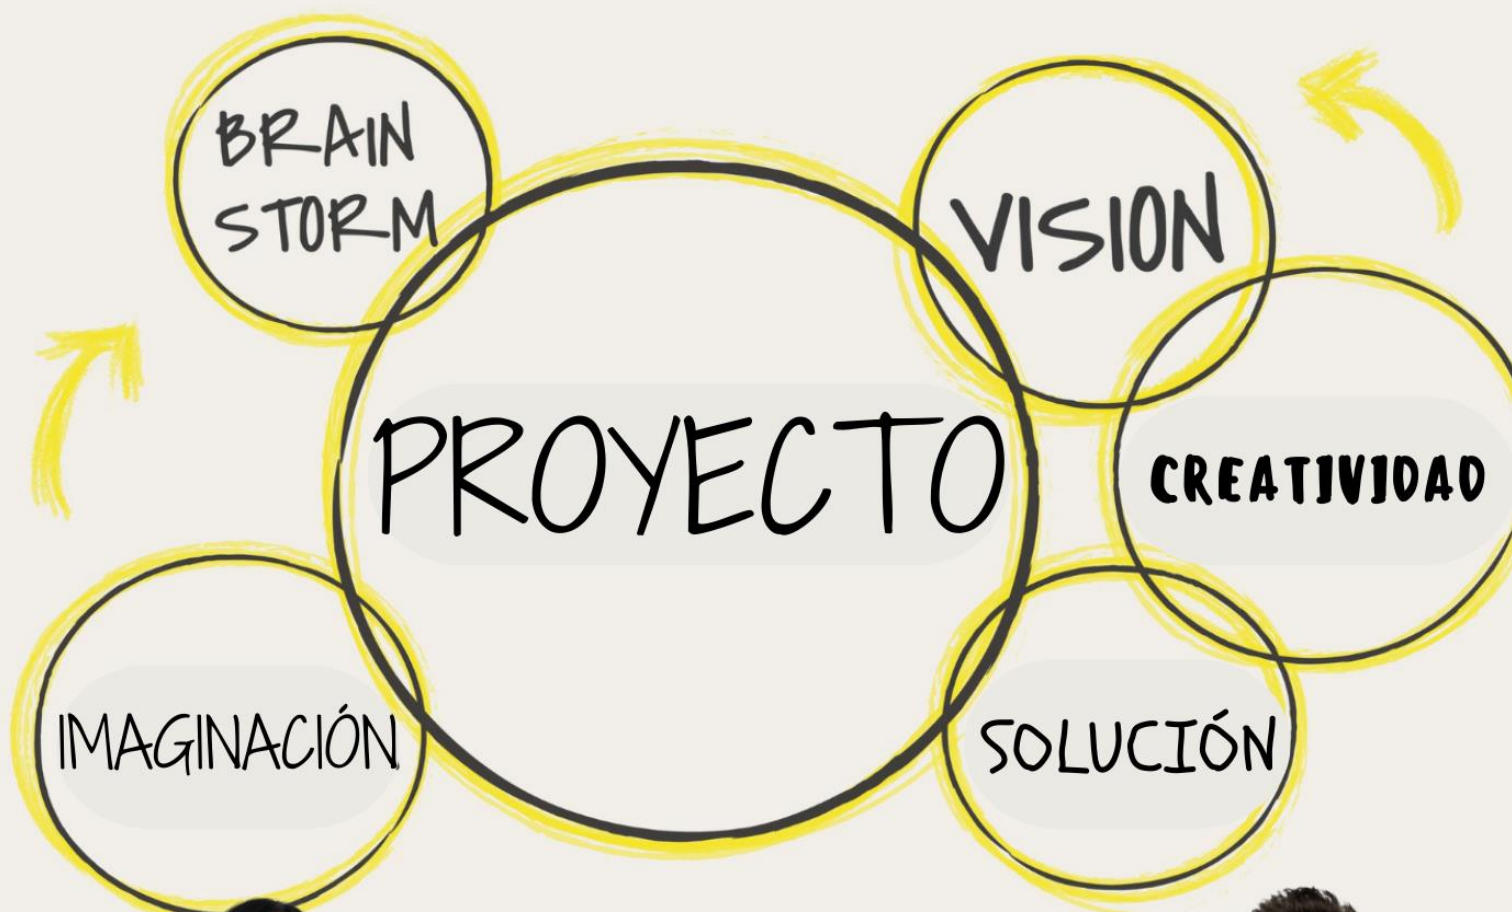 BRAIN
STORM
VISION
PROYECTO
CREATIVIDAD
IMAGINACIÓN
SOLUCIÓN